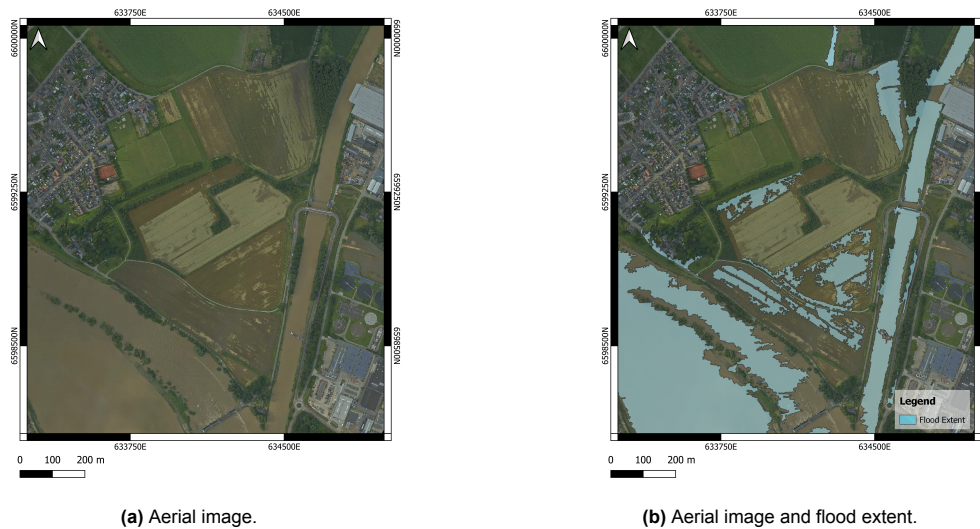 633750E 634500E
633750E 634500E
6600000N 6600000N
6600000N 6600000N
6599250N 6599250N
6599250N 6599250N
6598500N 6598500N
6598500N 6598500N
Legend
Flood Extent
633750E 634500E
633750E 634500E
0 100 200 m
0 100 200 m
(a) Aerial image.
(b) Aerial image and flood extent.